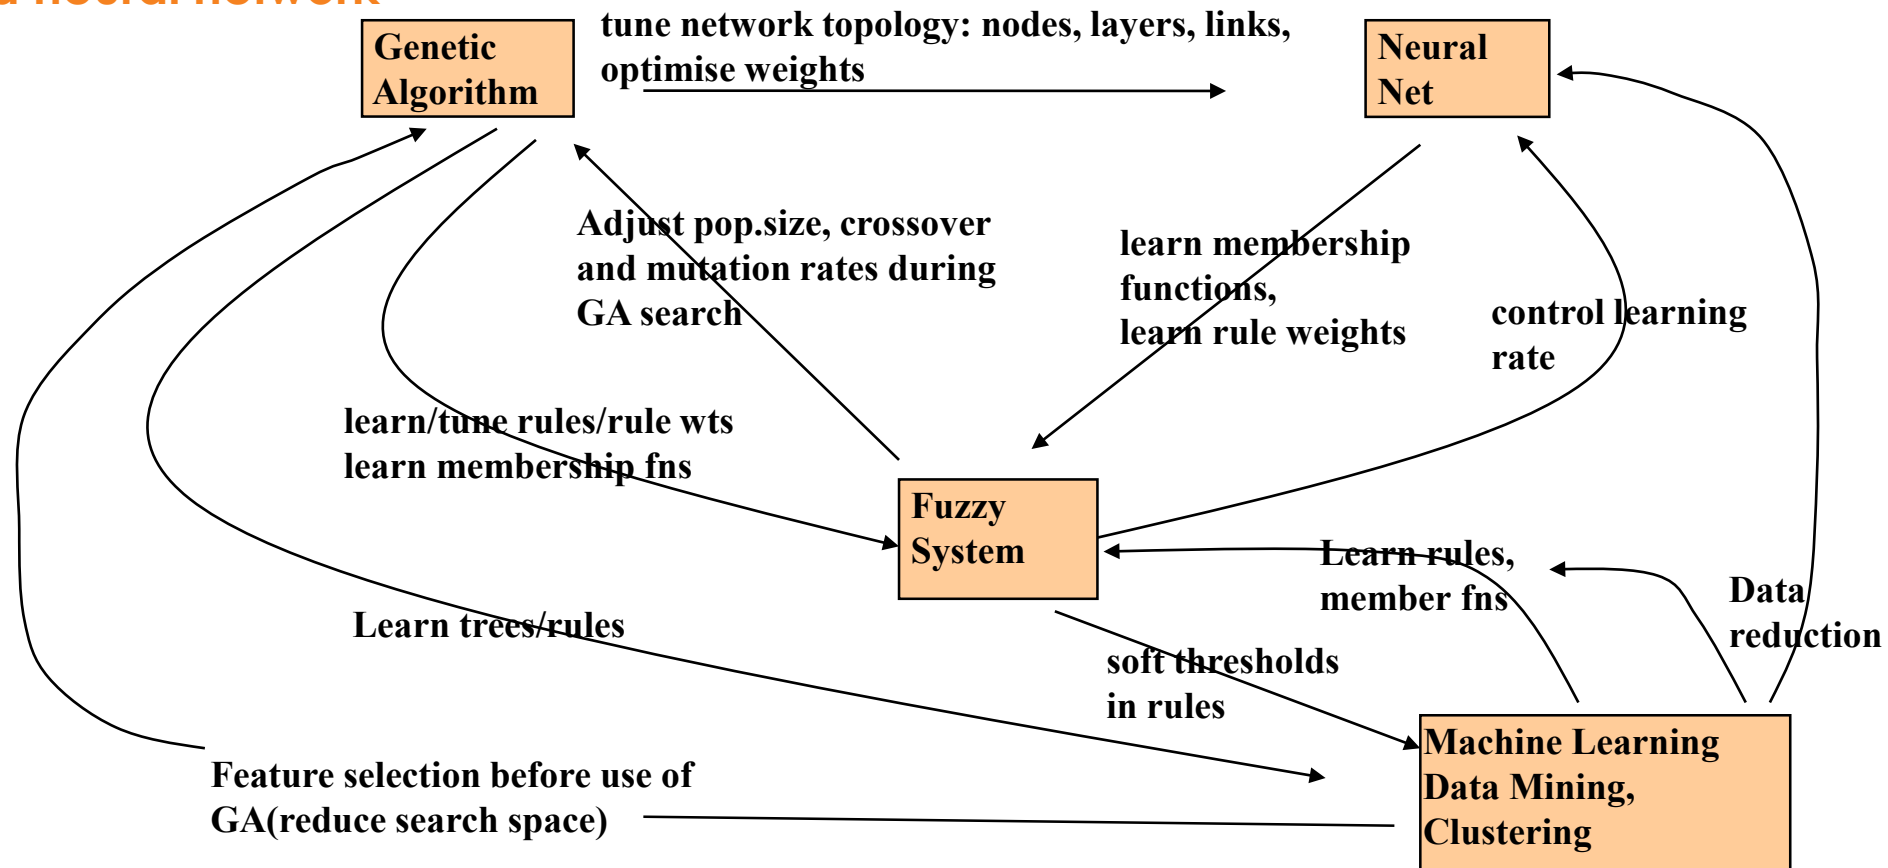 a neural network
tune network topology: nodes, layers, links,
optimise weights
Genetic
Algorithm
Neural
Net
Adjust pop.size, crossover
and mutation rates during
GA search
learn membership
functions,
learn rule weights
control learning
rate
learn/tune rules/rule wts
learn membership fns
Fuzzy
System
Learn rules,
member fns
Data
reduction
Learn trees/rules
soft thresholds
in rules
Machine Learning
Data Mining,
Clustering
Feature selection before use of
GA(reduce search space)